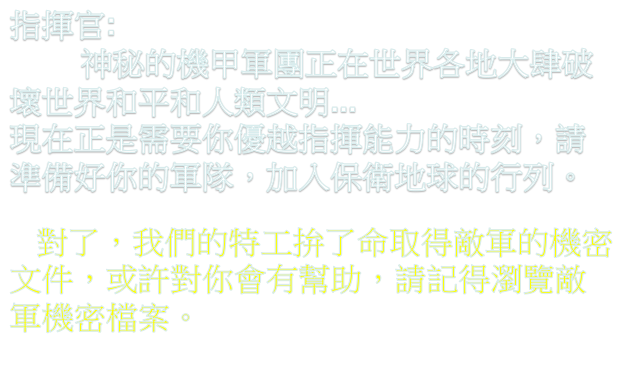 指揮官:
神秘的機甲軍團正在世界各地大肆破
壞世界和平和人類文明...
現在正是需要你優越指揮能力的時刻，請
準備好你的軍隊，加入保衛地球的行列。
對了，我們的特工拚了命取得敵軍的機密
文件，或許對你會有幫助，請記得瀏覽敵
軍機密檔案。